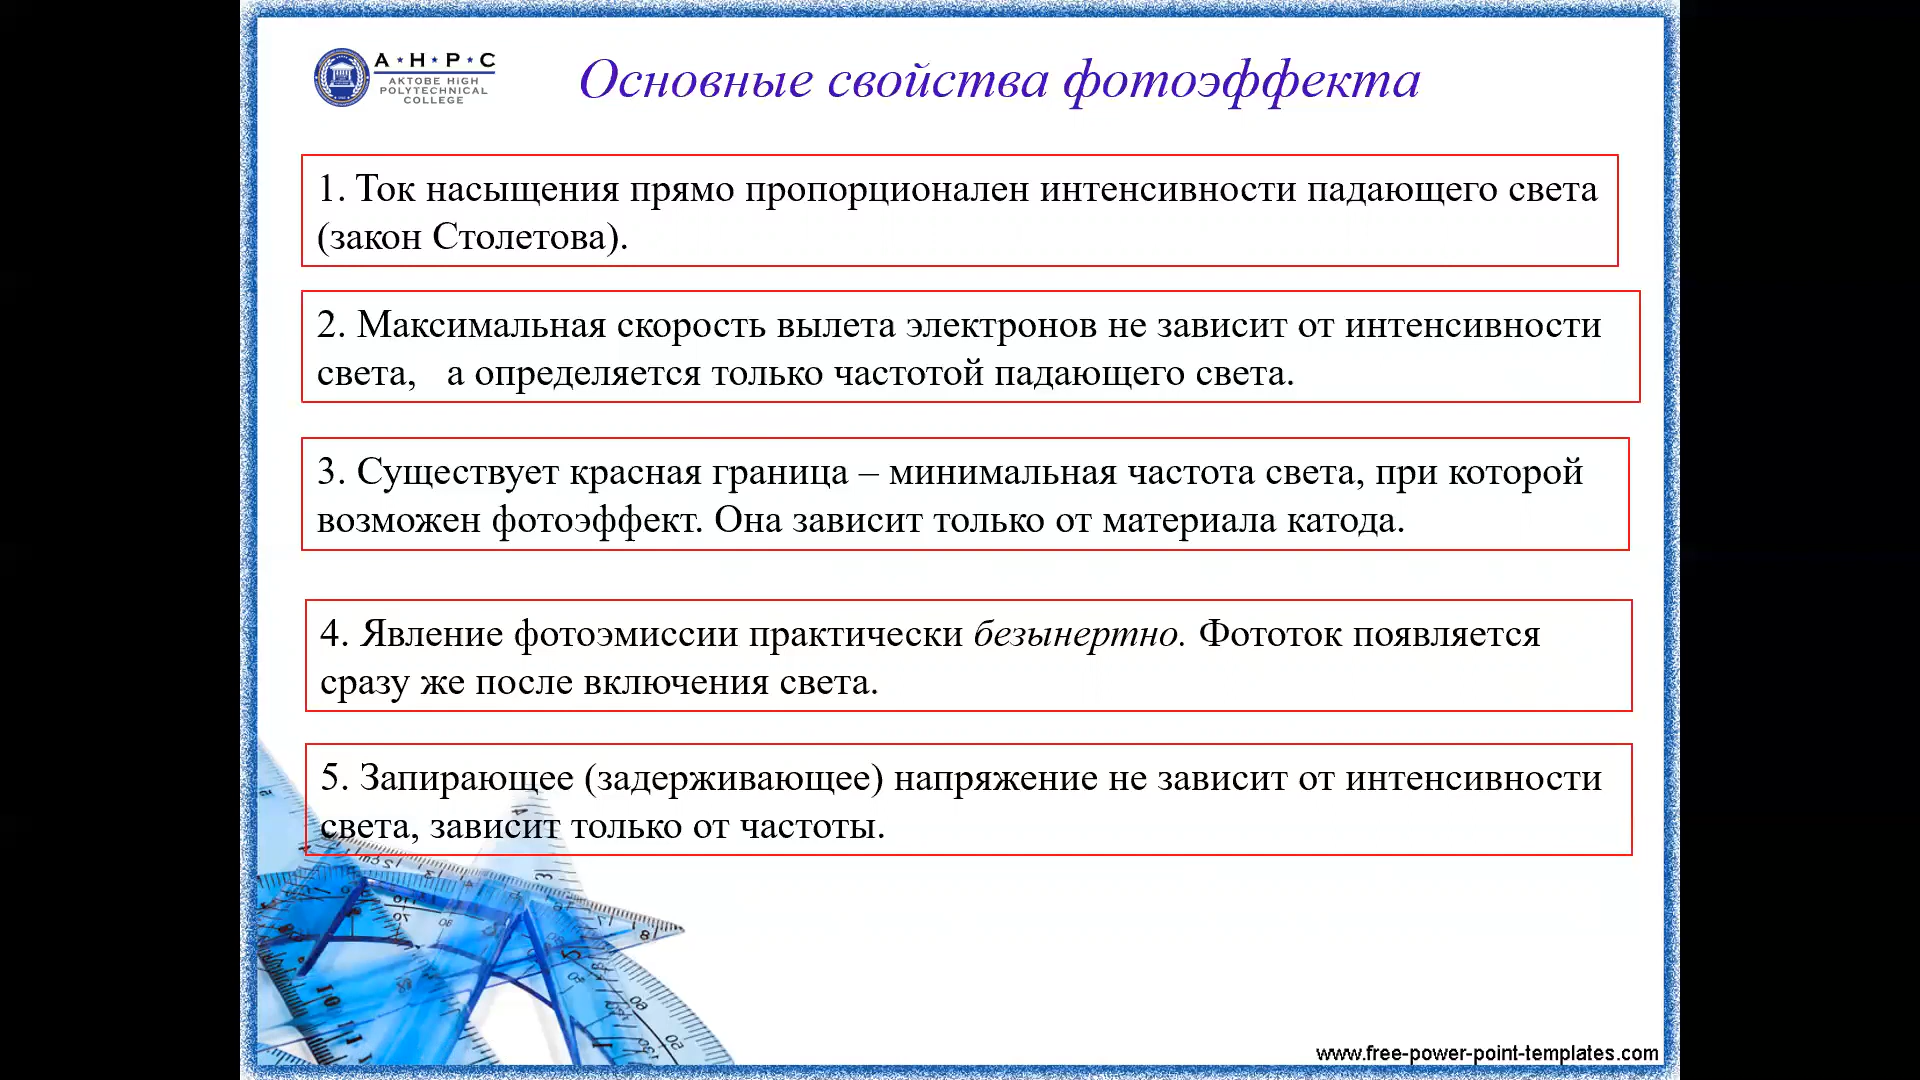 A ★ H ★ P ★ C
AKTOBE HIGH
POLYTECHNICAL
COLLEGE
Основные свойства фотоэффекта
1. Ток насыщения прямо пропорционален интенсивности падающего света
(закон Столетова).
2. Максимальная скорость вылета электронов не зависит от интенсивности
света,   а определяется только частотой падающего света.
3. Существует красная граница – минимальная частота света, при которой
возможен фотоэффект. Она зависит только от материала катода.
4. Явление фотоэмиссии практически безынертно. Фототок появляется
сразу же после включения света.
5. Запирающее (задерживающее) напряжение не зависит от интенсивности
света, зависит только от частоты.
www.free-power-point-templates.com